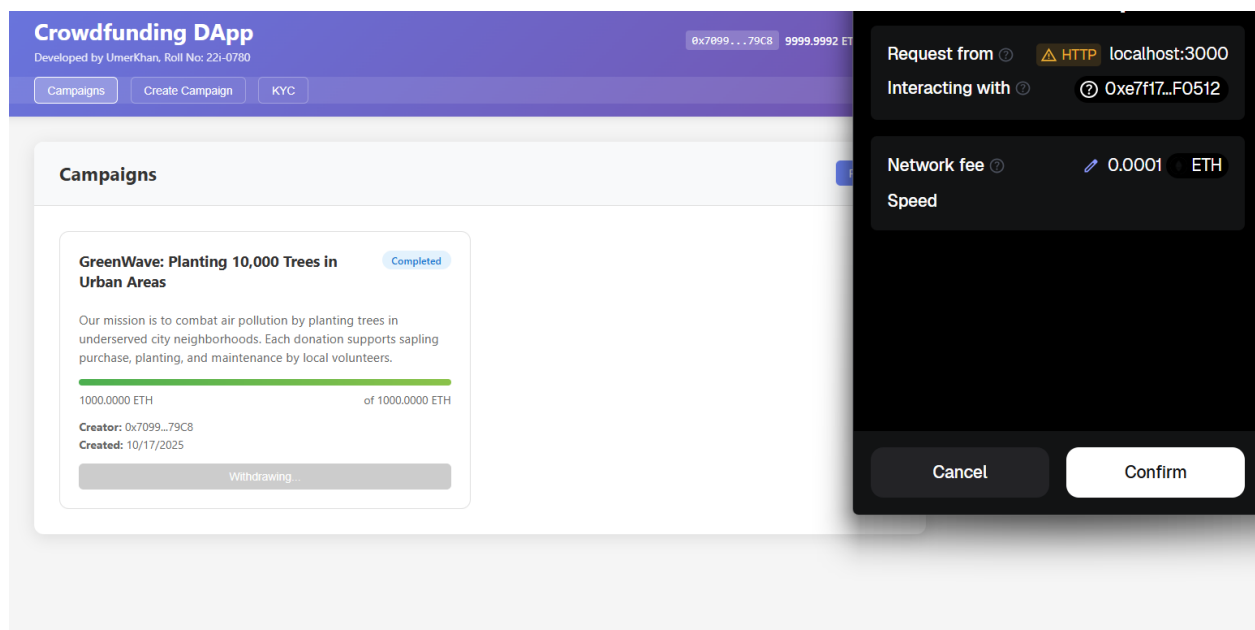 Crowdfunding DApp
Developed by UmerKhan, Roll No: 22i-0780
0x7099...79C8 9999.9992 ET
Campaigns
Create Campaign
KYC
Campaigns
GreenWave: Planting 10,000 Trees in
Urban Areas
Completed
Our mission is to combat air pollution by planting trees in
underserved city neighborhoods. Each donation supports sapling
purchase, planting, and maintenance by local volunteers.
1000.0000 ETH
of 1000.0000 ETH
Creator: 0x7099...79C8
Created: 10/17/2025
Withdrawing...
Request from HTTP localhost:3000
Interacting with 0xe7f17...F0512
Network fee 0.0001 ETH
Speed
Cancel
Confirm